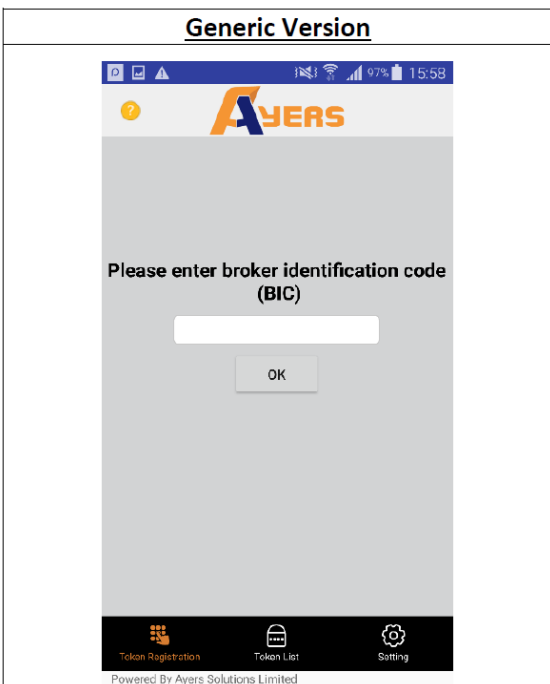 Generic Version
97% 15:58
?
AYERS
Please enter broker identification code
(BIC)
OK
Token Registration Token List Setting
Powered By Ayers Solutions Limited